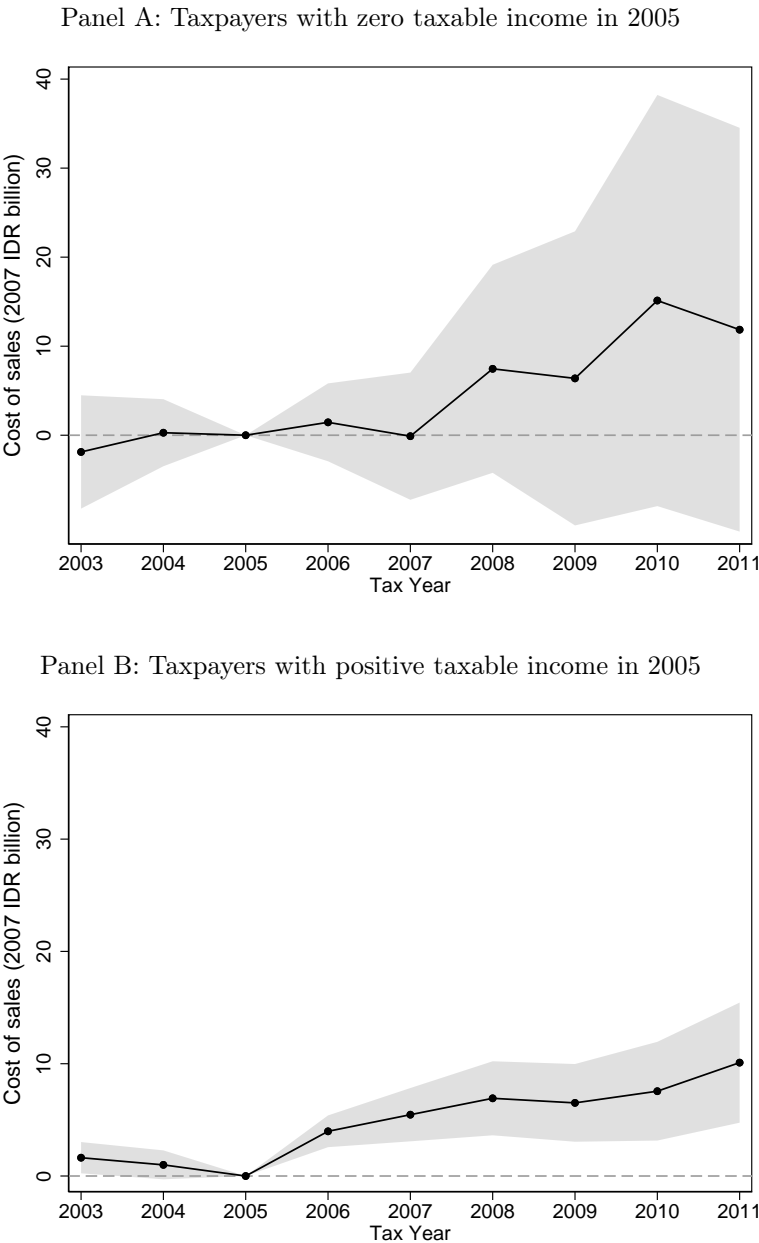 Panel A: Taxpayers with zero taxable income in 2005
Cost of sales (2007 IDR billion)
40
30
20
10
0
2003 2004 2005 2006 2007 2008 2009 2010 2011
Tax Year
Panel B: Taxpayers with positive taxable income in 2005
Cost of sales (2007 IDR billion)
40
30
20
10
0
2003 2004 2005 2006 2007 2008 2009 2010 2011
Tax Year